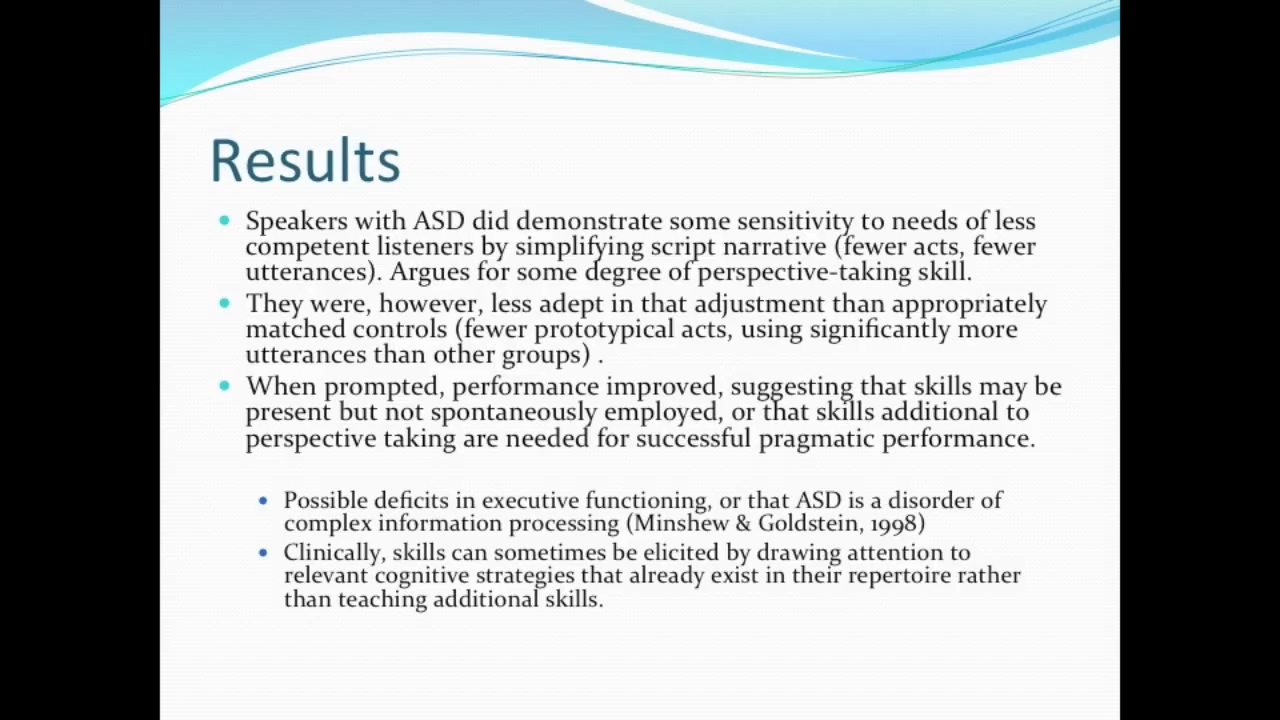 Results
• Speakers with ASD did demonstrate some sensitivity to needs of less
competent listeners by simplifying script narrative (fewer acts, fewer
utterances). Argues for some degree of perspective-taking skill.
• They were, however, less adept in that adjustment than appropriately
matched controls (fewer prototypical acts, using significantly more
utterances than other groups) .
• When prompted, performance improved, suggesting that skills may be
present but not spontaneously employed, or that skills additional to
perspective taking are needed for successful pragmatic performance.
• Possible deficits in executive functioning, or that ASD is a disorder of
complex information processing (Minshew & Goldstein, 1998)
• Clinically, skills can sometimes be elicited by drawing attention to
relevant cognitive strategies that already exist in their repertoire rather
than teaching additional skills.